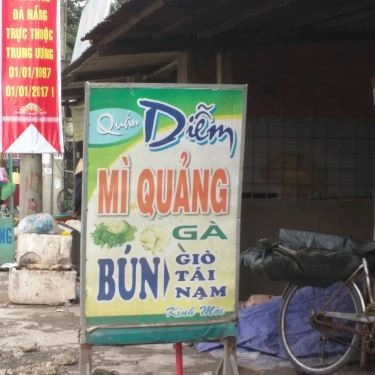 ĐÀ NẴNG
TRỰC THUỘC
TRUNG ƯƠNG
01/01/1997
01/01/2017 !
Quán Diễm
MÌ QUẢNG
GÀ
BÚN
GIÒ
TÁI
NẠM
Kính Mời